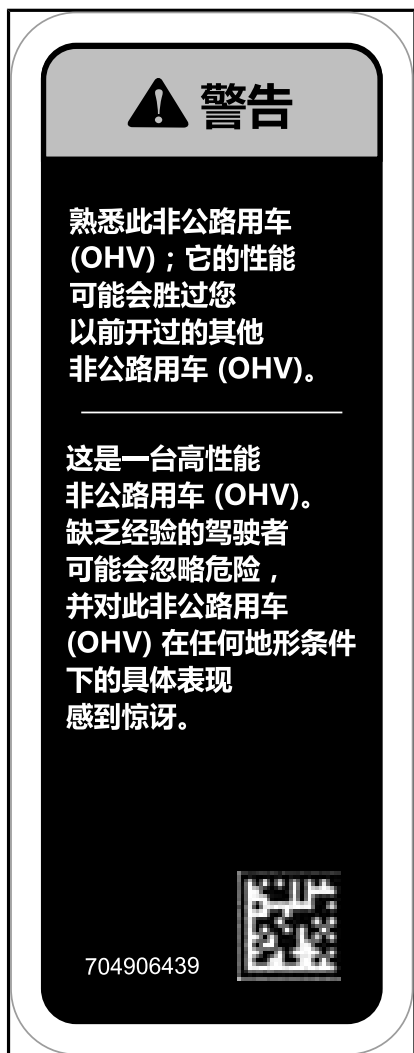 警告
熟悉此非公路用车
(OHV)；它的性能
可能会胜过您
以前开过的其他
非公路用车 (OHV)。
这是一台高性能
非公路用车 (OHV)。
缺乏经验的驾驶者
可能会忽略危险，
并对此非公路用车
(OHV) 在任何地形条件
下的具体表现
感到惊讶。
704906439